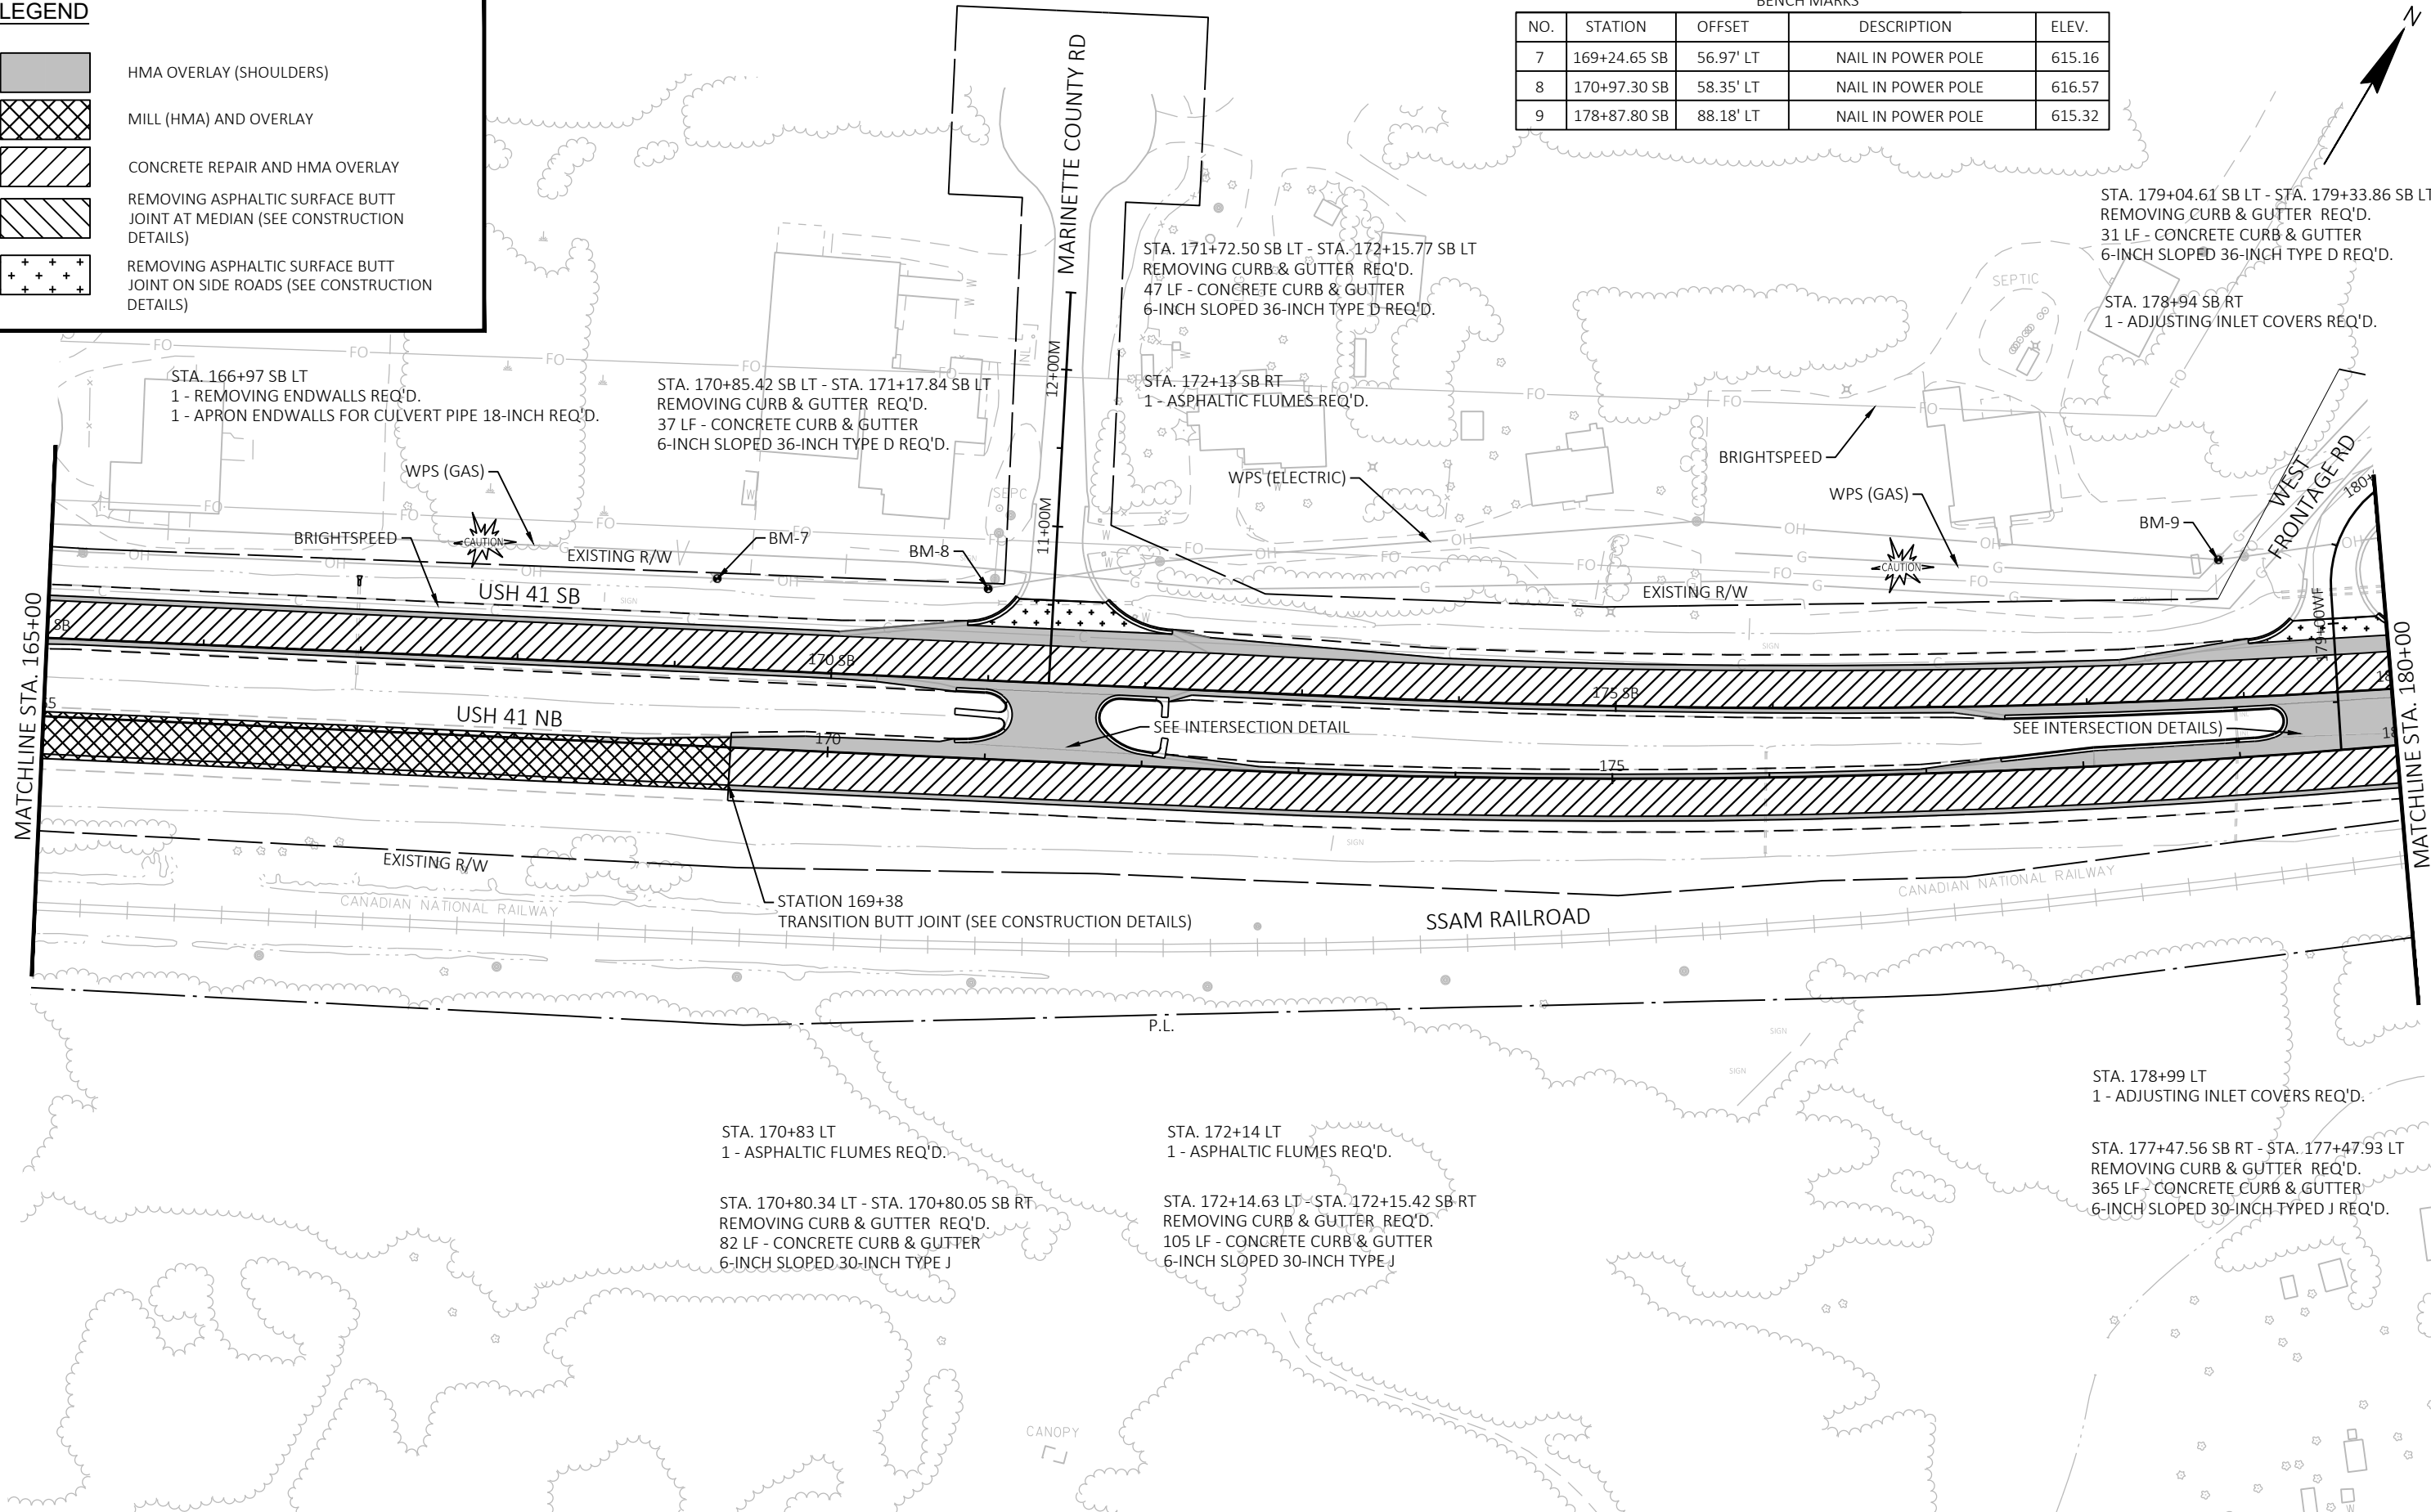 LEGEND
HMA OVERLAY (SHOULDERS)
MILL (HMA) AND OVERLAY
CONCRETE REPAIR AND HMA OVERLAY
REMOVING ASPHALTIC SURFACE BUTT
JOINT AT MEDIAN (SEE CONSTRUCTION
DETAILS)
REMOVING ASPHALTIC SURFACE BUTT
JOINT ON SIDE ROADS (SEE CONSTRUCTION
DETAILS)
BENCH MARKS
NO. STATION OFFSET DESCRIPTION ELEV.
7 169+24.65 SB 56.97' LT NAIL IN POWER POLE 615.16
8 170+97.30 SB 58.35' LT NAIL IN POWER POLE 616.57
9 178+87.80 SB 88.18' LT NAIL IN POWER POLE 615.32
N
MARINETTE COUNTY RD
STA. 179+04.61 SB LT - STA. 179+33.86 SB LT
REMOVING CURB & GUTTER REQ'D.
31 LF - CONCRETE CURB & GUTTER
6-INCH SLOPED 36-INCH TYPE D REQ'D.
STA. 178+94 SB RT
1 - ADJUSTING INLET COVERS REQ'D.
STA. 171+72.50 SB LT - STA. 172+15.77 SB LT
REMOVING CURB & GUTTER REQ'D.
47 LF - CONCRETE CURB & GUTTER
6-INCH SLOPED 36-INCH TYPE D REQ'D.
STA. 172+13 SB RT
1 - ASPHALTIC FLUMES REQ'D.
STA. 166+97 SB LT
1 - REMOVING ENDWALLS REQ'D.
1 - APRON ENDWALLS FOR CULVERT PIPE 18-INCH REQ'D.
STA. 170+85.42 SB LT - STA. 171+17.84 SB LT
REMOVING CURB & GUTTER REQ'D.
37 LF - CONCRETE CURB & GUTTER
6-INCH SLOPED 36-INCH TYPE D REQ'D.
SEPTIC
12+00M
11+00M
WPS (GAS)
CAUTION
BRIGHTSPEED
EXISTING R/W
BM-7
BM-8
WPS (ELECTRIC)
BRIGHTSPEED
WPS (GAS)
CAUTION
BM-9
WEST
FRONTAGE RD
180+
179+00WF
EXISTING R/W
USH 41 SB
SIGN
SIGN
SIGN
SB
170 SB
175 SB
18
MATCHLINE STA. 165+00
MATCHLINE STA. 180+00
USH 41 NB
SEE INTERSECTION DETAIL
SEE INTERSECTION DETAILS)
170
175
18
SIGN
SIGN
EXISTING R/W
CANADIAN NATIONAL RAILWAY
STATION 169+38
TRANSITION BUTT JOINT (SEE CONSTRUCTION DETAILS)
SSAM RAILROAD
CANADIAN NATIONAL RAILWAY
P.L.
SIGN
SIGN
STA. 170+83 LT
1 - ASPHALTIC FLUMES REQ'D.
STA. 170+80.34 LT - STA. 170+80.05 SB RT
REMOVING CURB & GUTTER REQ'D.
82 LF - CONCRETE CURB & GUTTER
6-INCH SLOPED 30-INCH TYPE J
STA. 172+14 LT
1 - ASPHALTIC FLUMES REQ'D.
STA. 172+14.63 LT - STA. 172+15.42 SB RT
REMOVING CURB & GUTTER REQ'D.
105 LF - CONCRETE CURB & GUTTER
6-INCH SLOPED 30-INCH TYPE J
STA. 178+99 LT
1 - ADJUSTING INLET COVERS REQ'D.
STA. 177+47.56 SB RT - STA. 177+47.93 LT
REMOVING CURB & GUTTER REQ'D.
365 LF - CONCRETE CURB & GUTTER
6-INCH SLOPED 30-INCH TYPED J REQ'D.
CANOPY